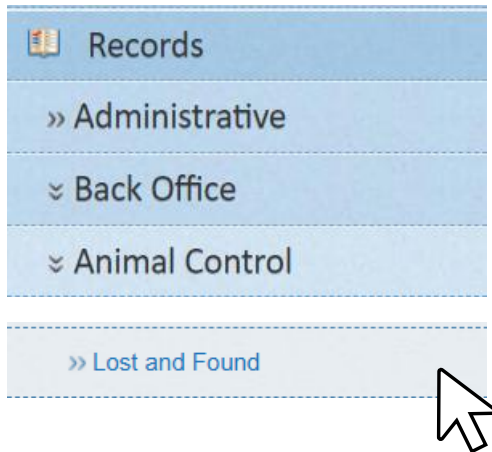 Records
» Administrative
Back Office
Animal Control
» Lost and Found